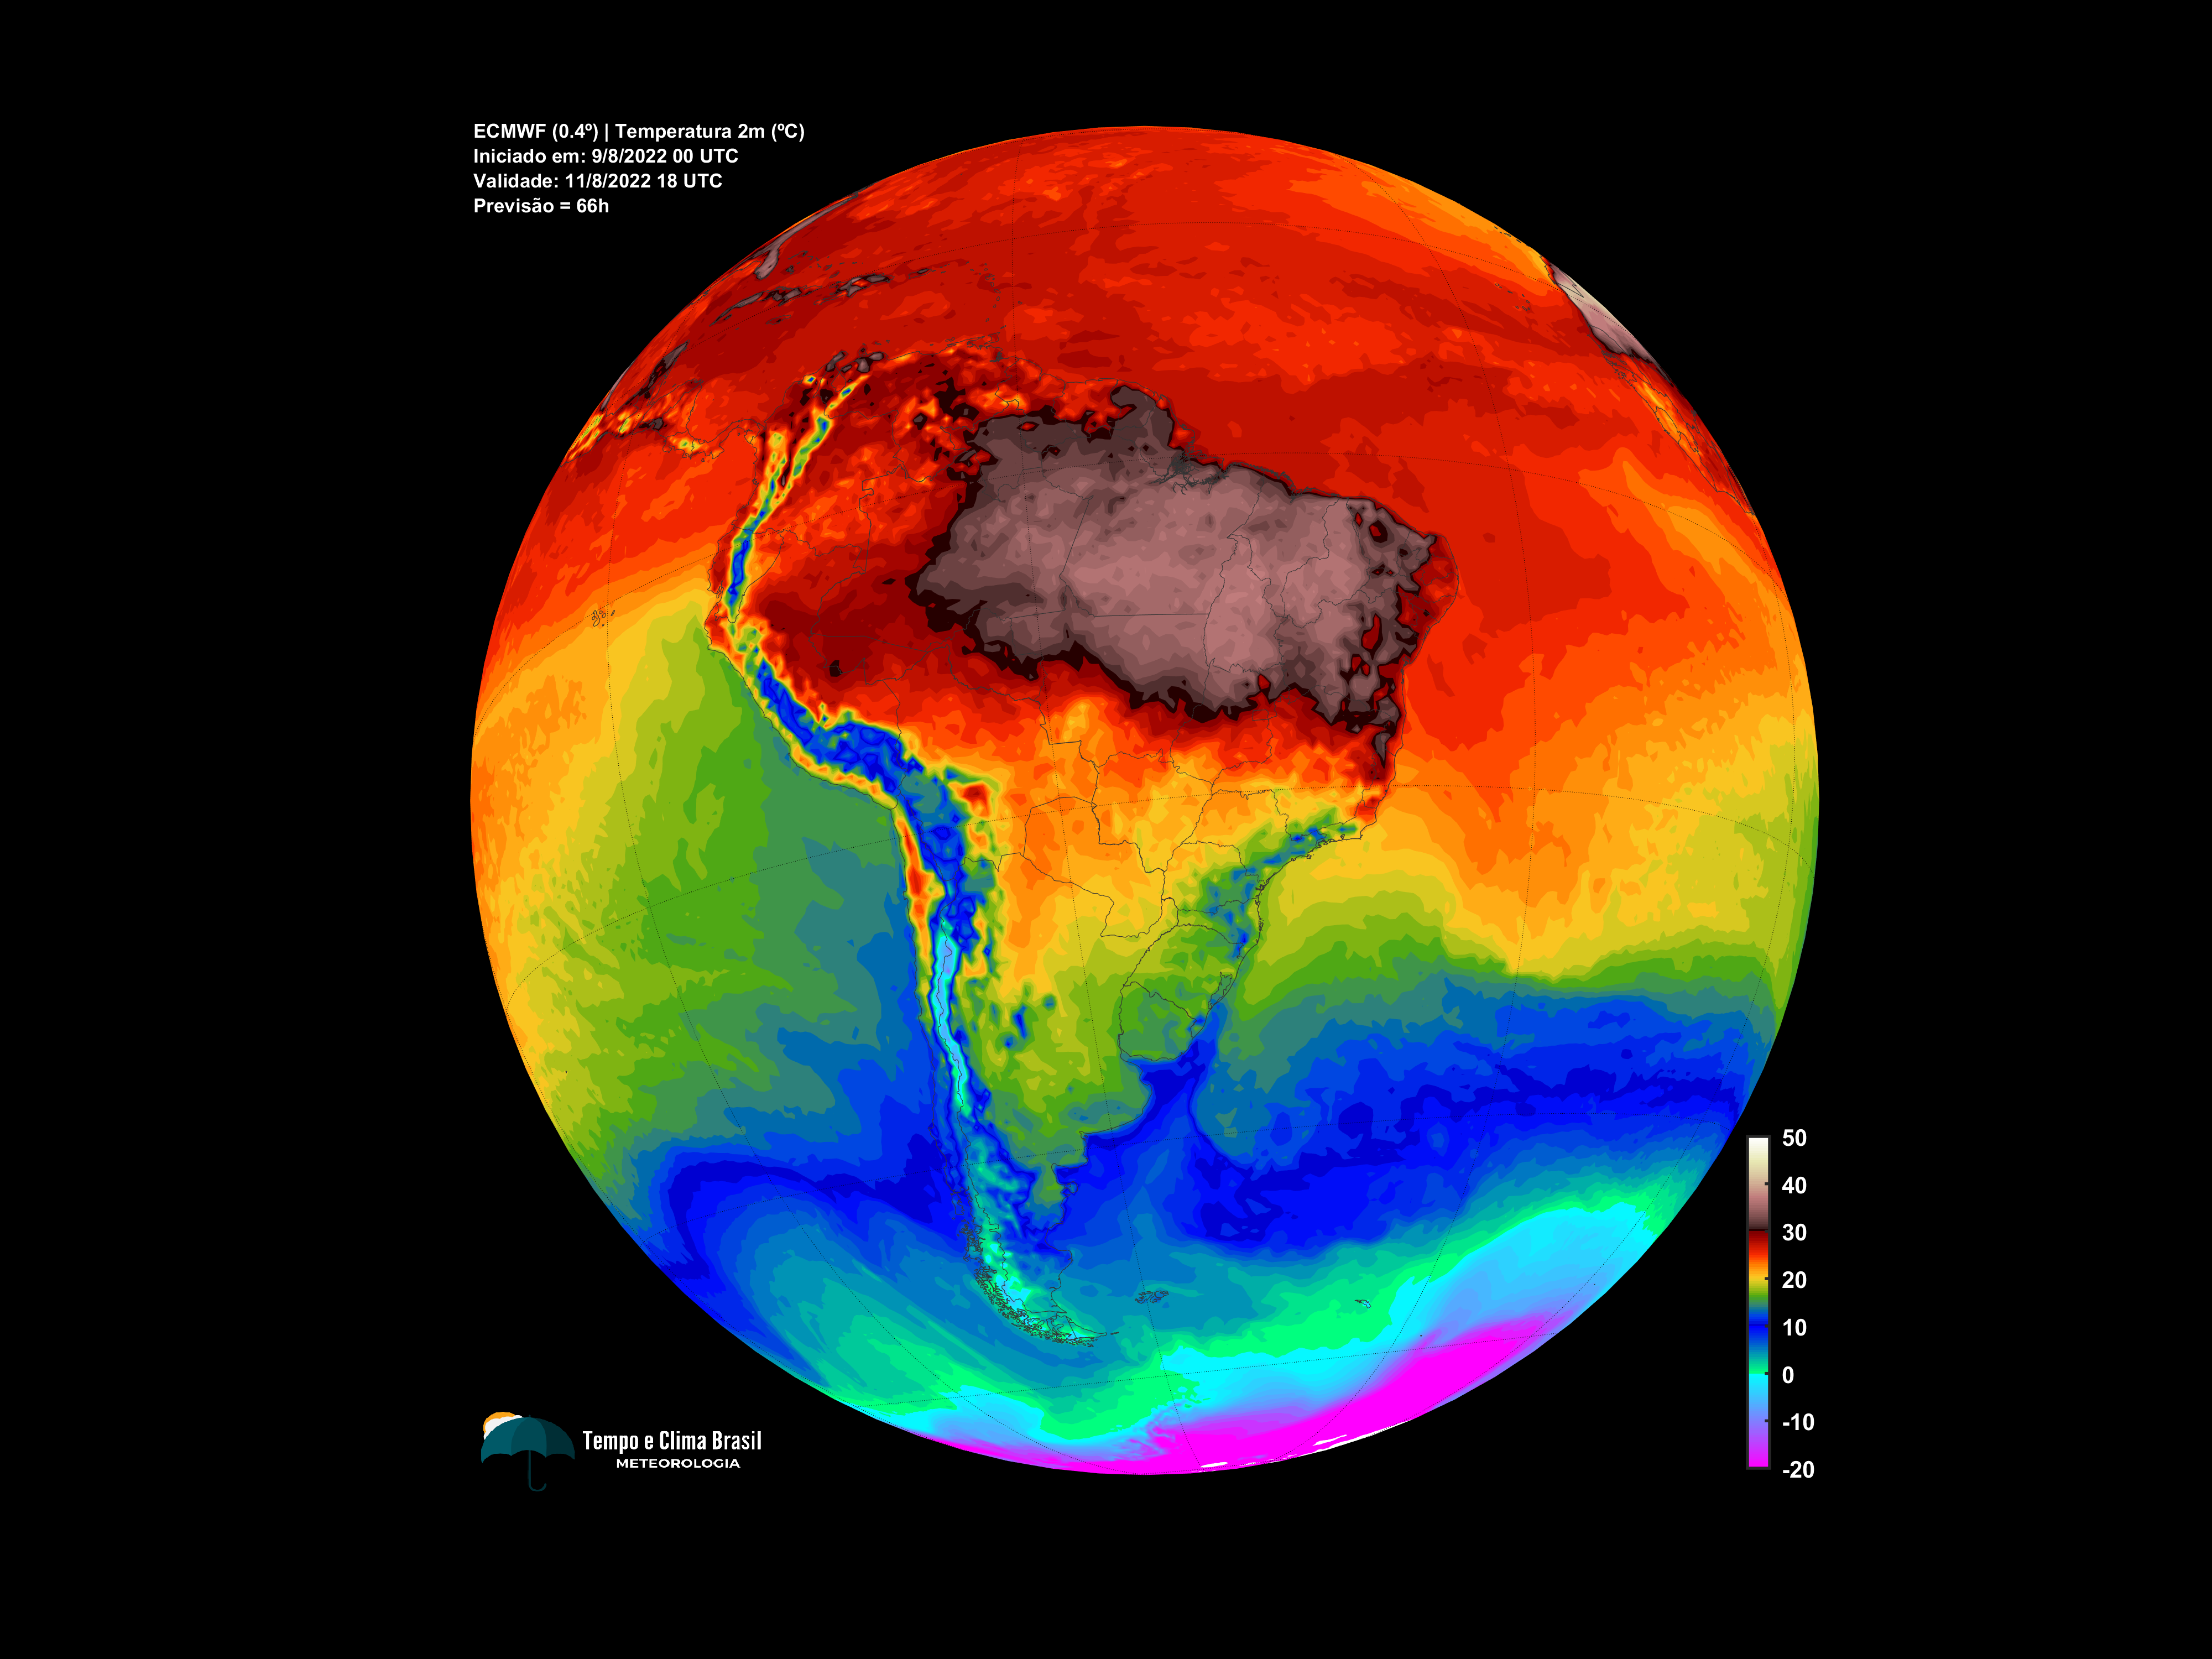 ECMWF (0.4º) | Temperatura 2m (ºC)
Iniciado em: 9/8/2022 00 UTC
Validade: 11/8/2022 18 UTC
Previsão = 66h
50
40
30
20
10
0
-10
-20
Tempo e Clima Brasil
METEOROLOGIA